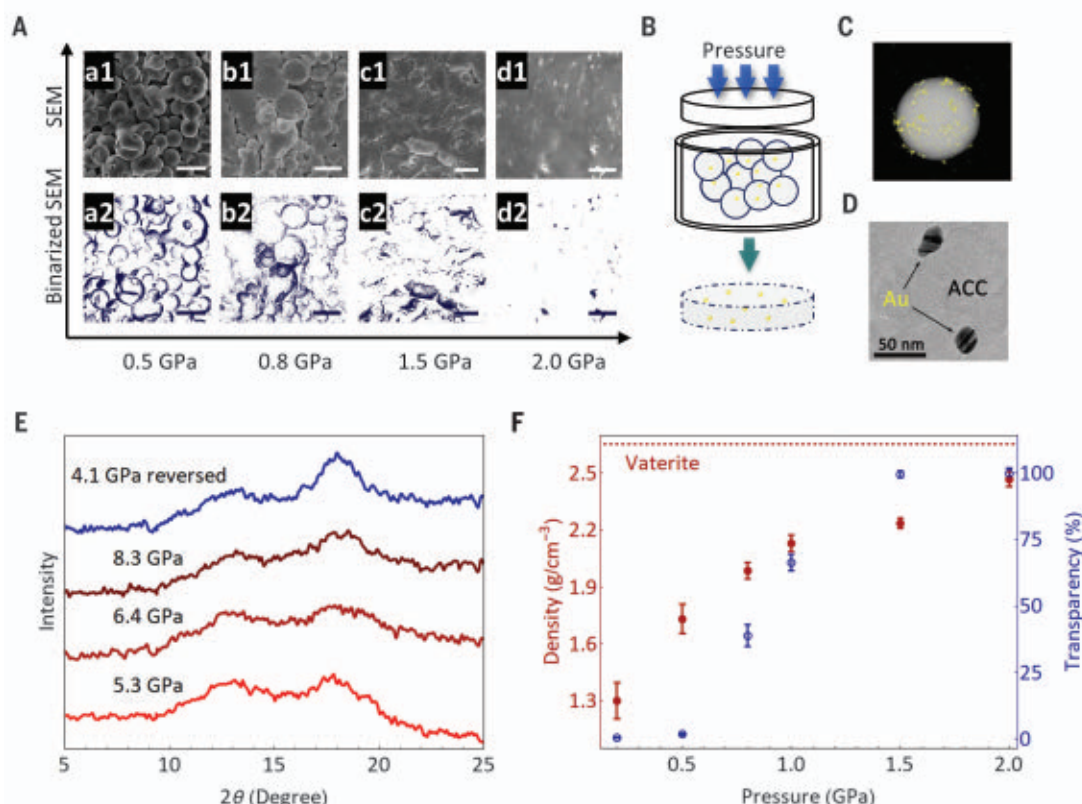 A
SEM
Binarized SEM
a1
b1
c1
d1
a2
b2
c2
d2
0.5 GPa
0.8 GPa
1.5 GPa
2.0 GPa
B
Pressure
C
D
Au
ACC
50 nm
E
4.1 GPa reversed
8.3 GPa
6.4 GPa
5.3 GPa
Intensity
5
10
15
20
25
2θ (Degree)
F
Vaterite
Density (g/cm⁻³)
2.5
2.2
1.9
1.6
1.3
Transparency (%)
100
75
50
25
0
0.5
1.0
1.5
2.0
Pressure (GPa)